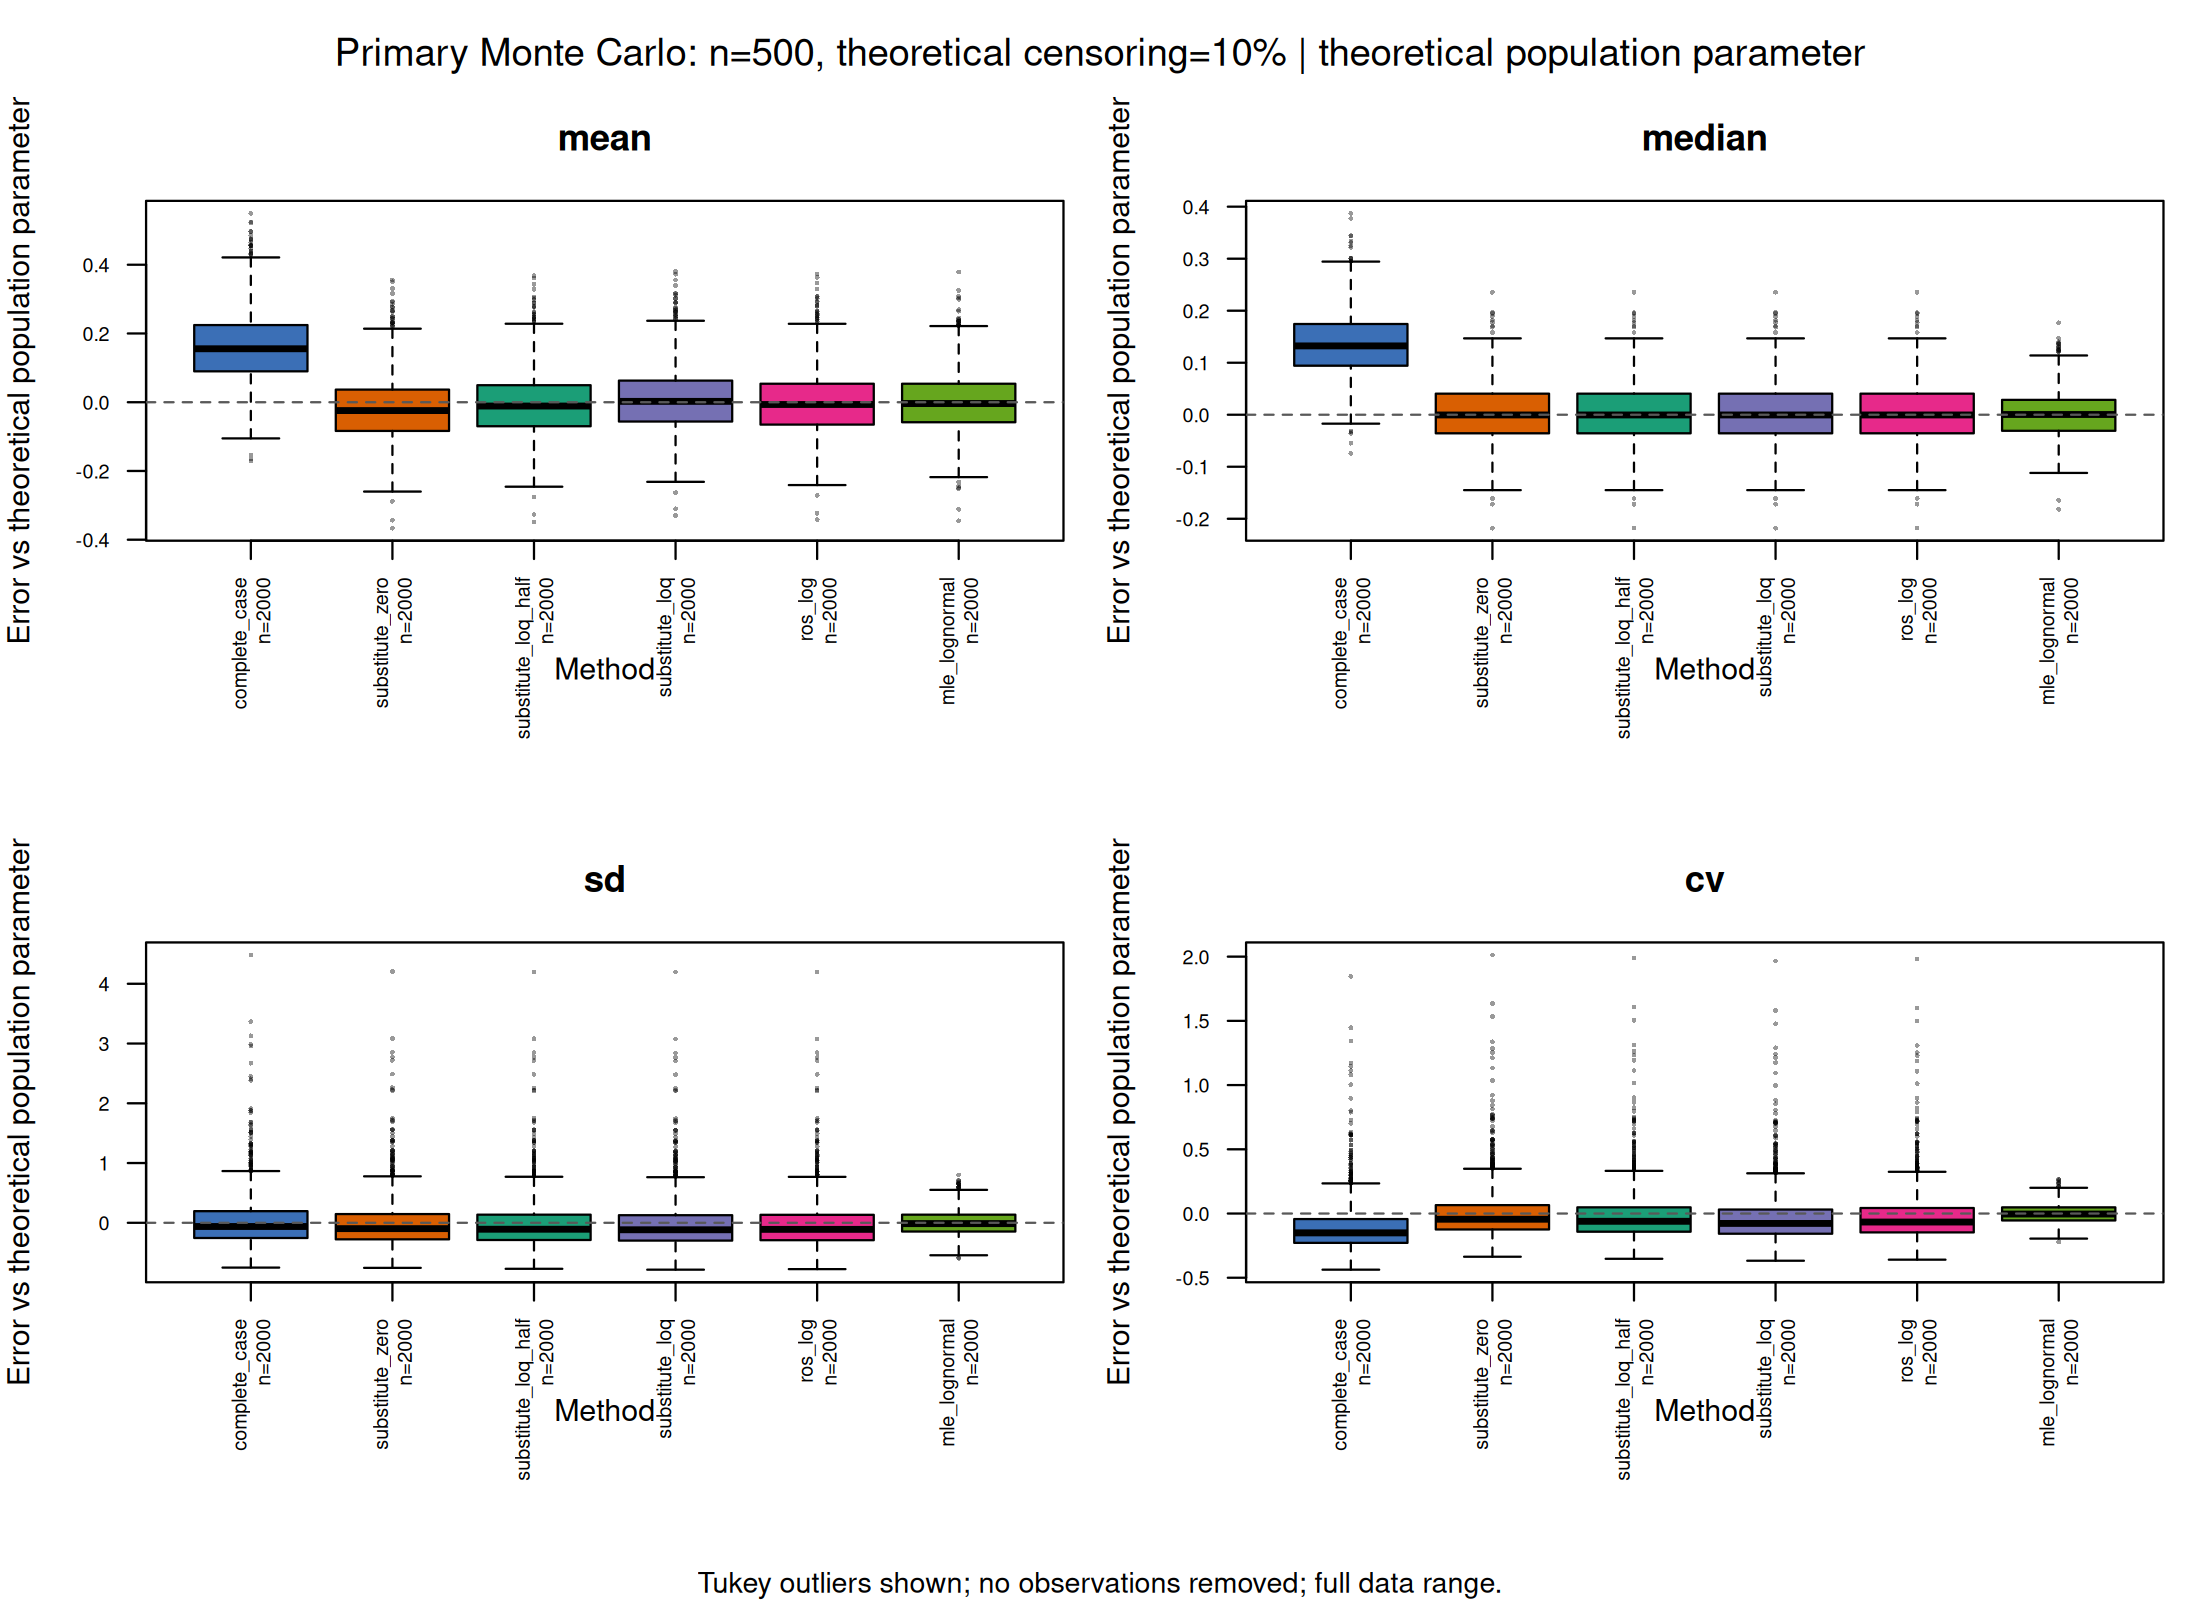 Primary Monte Carlo: n=500, theoretical censoring=10% | theoretical population parameter
mean
Error vs theoretical population parameter
0.4
0.2
0.0
-0.2
-0.4
complete_case
n=2000
substitute_zero
n=2000
substitute_loq_half
n=2000
substitute_loq
n=2000
ros_log
n=2000
mle_lognormal
n=2000
Method
median
Error vs theoretical population parameter
0.4
0.3
0.2
0.1
0.0
-0.1
-0.2
complete_case
n=2000
substitute_zero
n=2000
substitute_loq_half
n=2000
substitute_loq
n=2000
ros_log
n=2000
mle_lognormal
n=2000
Method
sd
Error vs theoretical population parameter
4
3
2
1
0
complete_case
n=2000
substitute_zero
n=2000
substitute_loq_half
n=2000
substitute_loq
n=2000
ros_log
n=2000
mle_lognormal
n=2000
Method
cv
Error vs theoretical population parameter
2.0
1.5
1.0
0.5
0.0
-0.5
complete_case
n=2000
substitute_zero
n=2000
substitute_loq_half
n=2000
substitute_loq
n=2000
ros_log
n=2000
mle_lognormal
n=2000
Method
Tukey outliers shown; no observations removed; full data range.